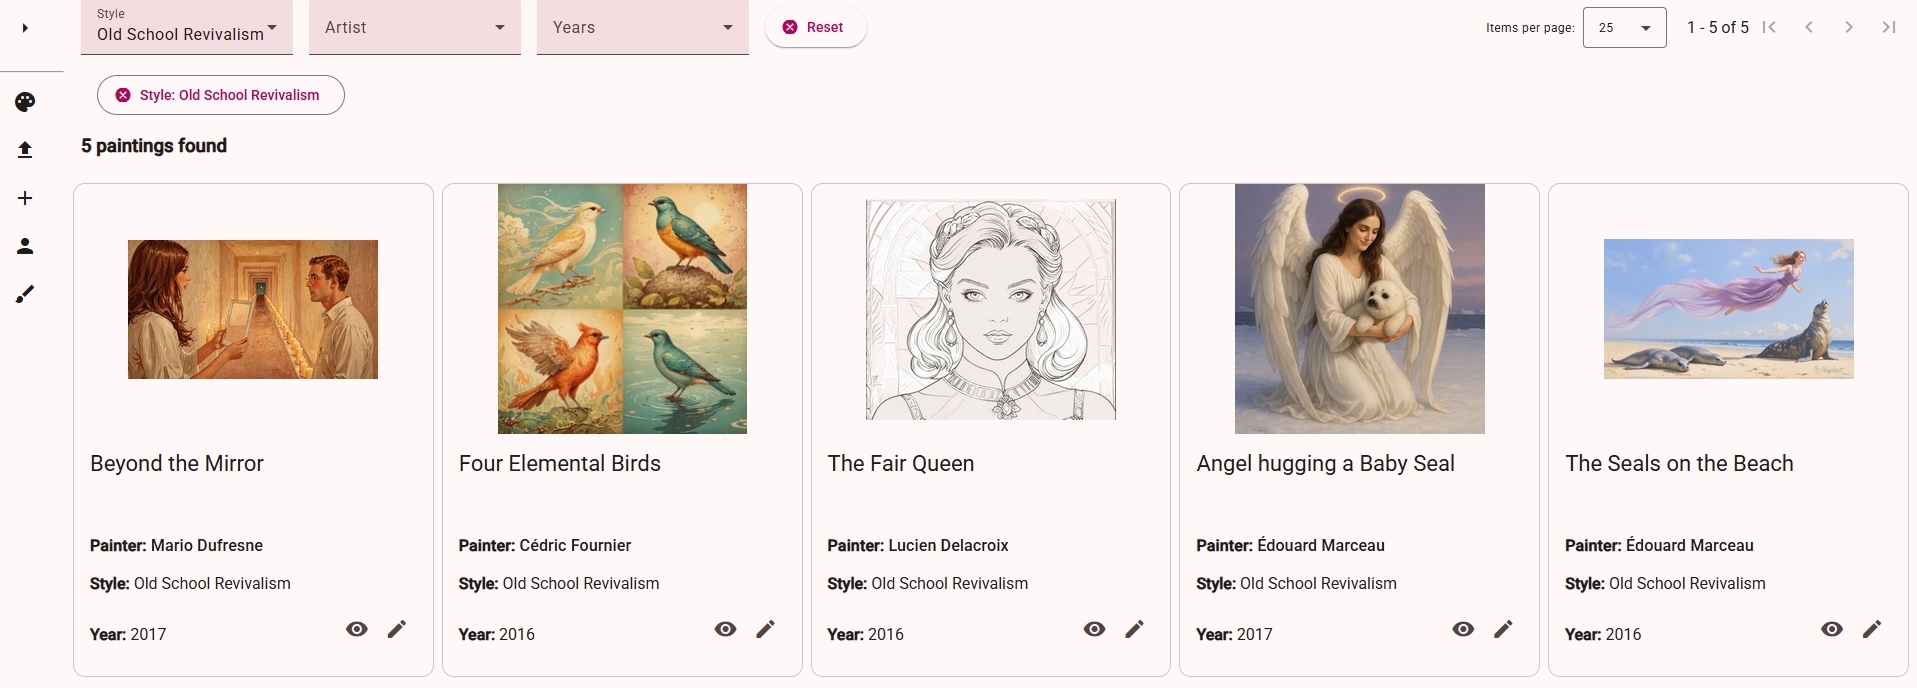 Style
Old School Revivalism
Artist
Years
Reset
Items per page:
25
1 - 5 of 5
Style: Old School Revivalism
5 paintings found
Beyond the Mirror
Painter: Mario Dufresne
Style: Old School Revivalism
Year: 2017
Four Elemental Birds
Painter: Cédric Fournier
Style: Old School Revivalism
Year: 2016
The Fair Queen
Painter: Lucien Delacroix
Style: Old School Revivalism
Year: 2016
Angel hugging a Baby Seal
Painter: Édouard Marceau
Style: Old School Revivalism
Year: 2017
The Seals on the Beach
Painter: Édouard Marceau
Style: Old School Revivalism
Year: 2016